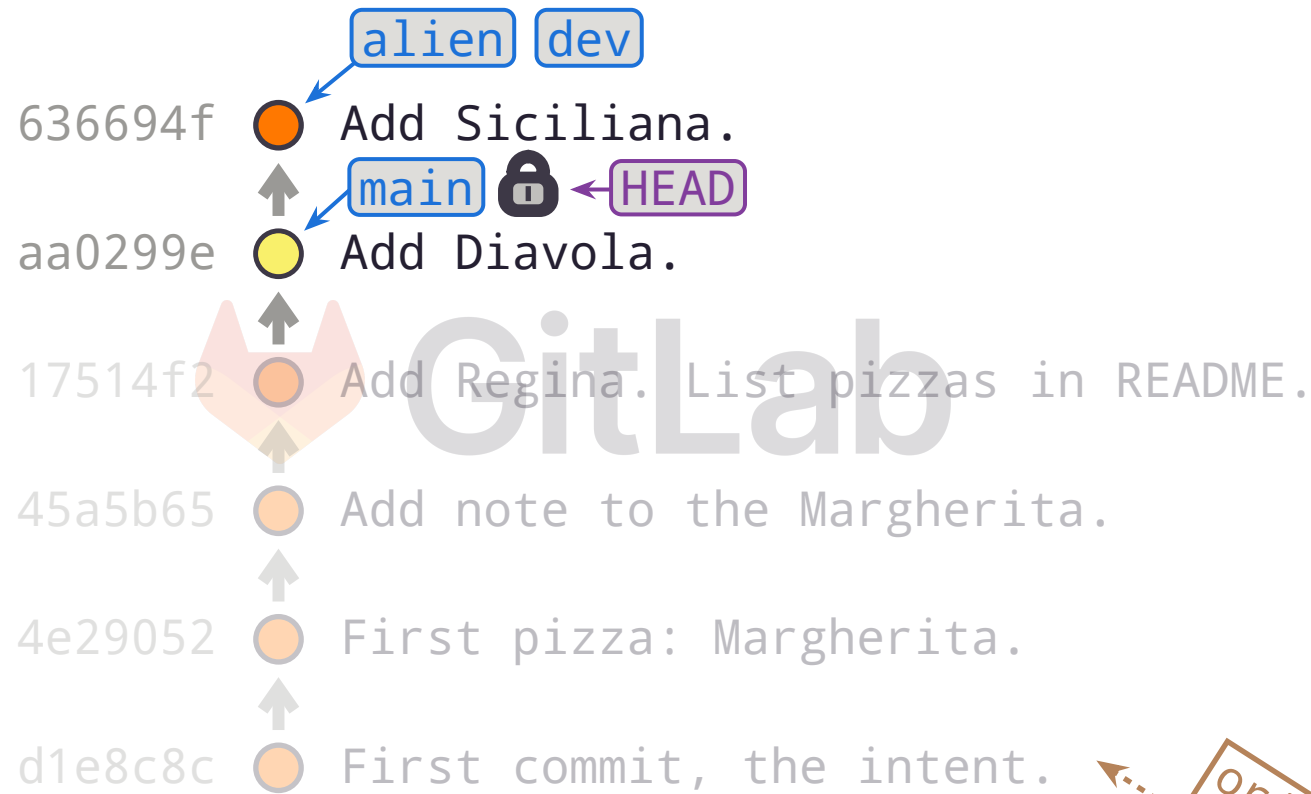 alien dev
636694f Add Siciliana.
main HEAD
aa0299e Add Diavola.
GitLab
17514f2 Add Regina. List pizzas in README.
45a5b65 Add note to the Margherita.
4e29052 First pizza: Margherita.
d1e8c8c First commit, the intent.